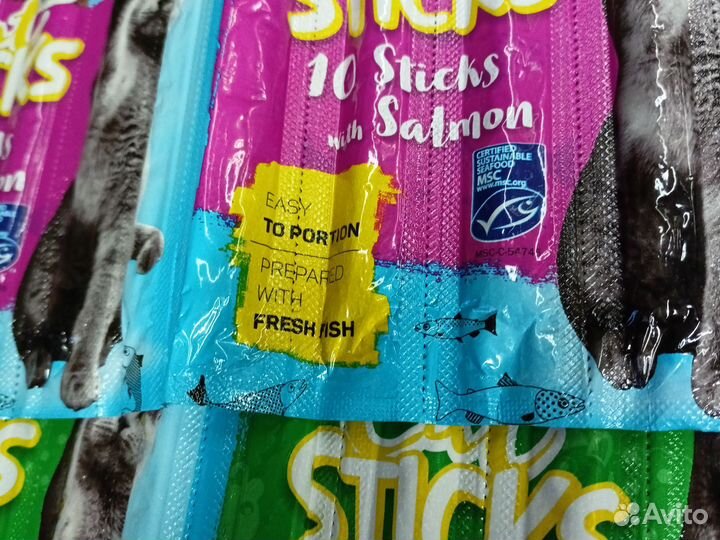 STICKS
10 Sticks
with Salmon
CERTIFIED
SUSTAINABLE
SEAFOOD
MSC
www.msc.org
EASY
TO PORTION
PREPARED
WITH
FRESH FISH
STICKS
Avito